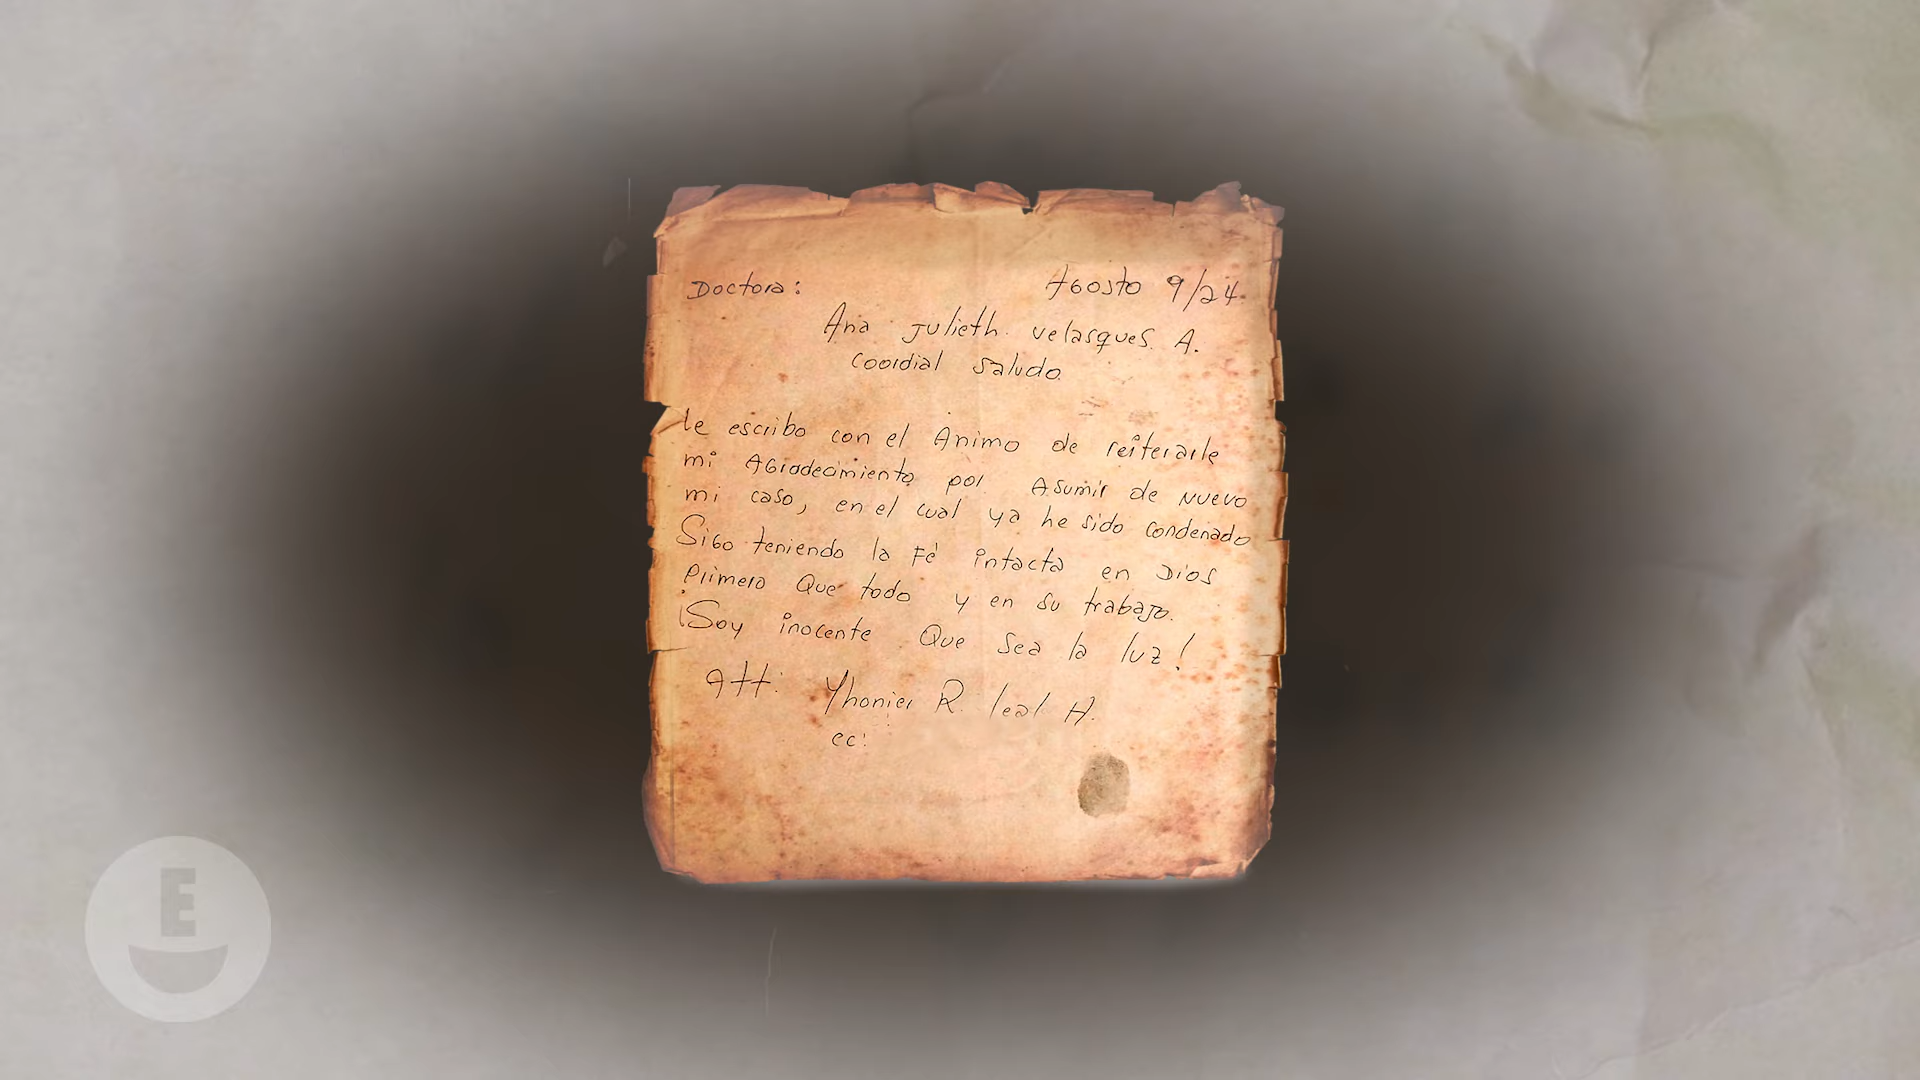 Doctora: Agosto 9/24.
Ana Julieth Velasques. A.
Coordial Saludo.
le escribo con el Animo de reiterarle
mi Agradecimiento por Asumir de Nuevo
mi caso, en el cual ya he sido condenado
Sigo teniendo la Fé intacta en Dios
Primero Que todo y en su trabajo.
¡Soy inocente Que sea la luz!
Att: Yhonier R. leal H.
cc:
E